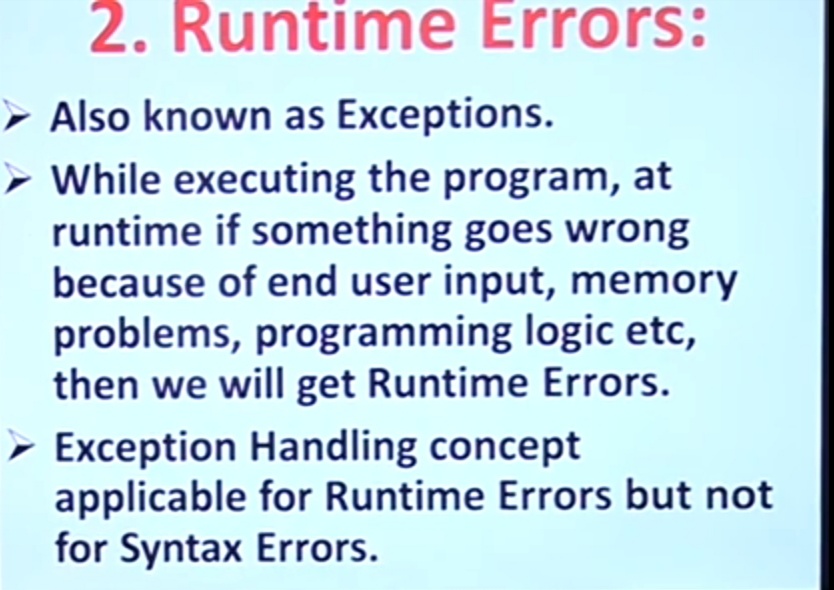 2. Runtime Errors:
Also known as Exceptions.
While executing the program, at
runtime if something goes wrong
because of end user input, memory
problems, programming logic etc,
then we will get Runtime Errors.
Exception Handling concept
applicable for Runtime Errors but not
for Syntax Errors.